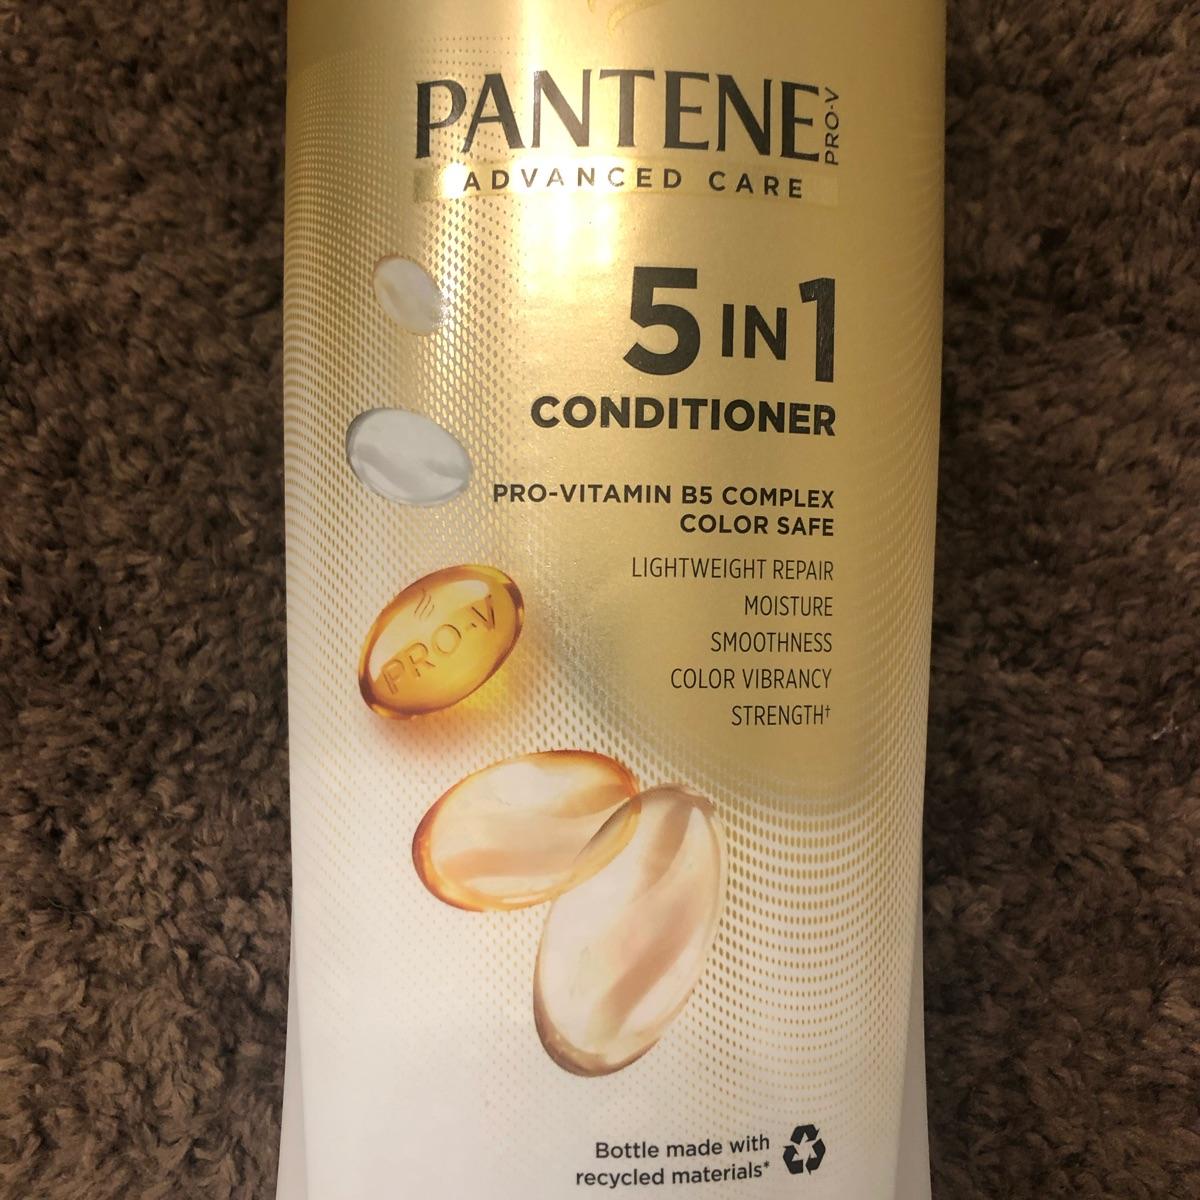 PANTENE PRO-V
ADVANCED CARE
5 IN 1
CONDITIONER
PRO-VITAMIN B5 COMPLEX
COLOR SAFE
LIGHTWEIGHT REPAIR
MOISTURE
SMOOTHNESS
COLOR VIBRANCY
STRENGTH†
PRO-V
Bottle made with
recycled materials*